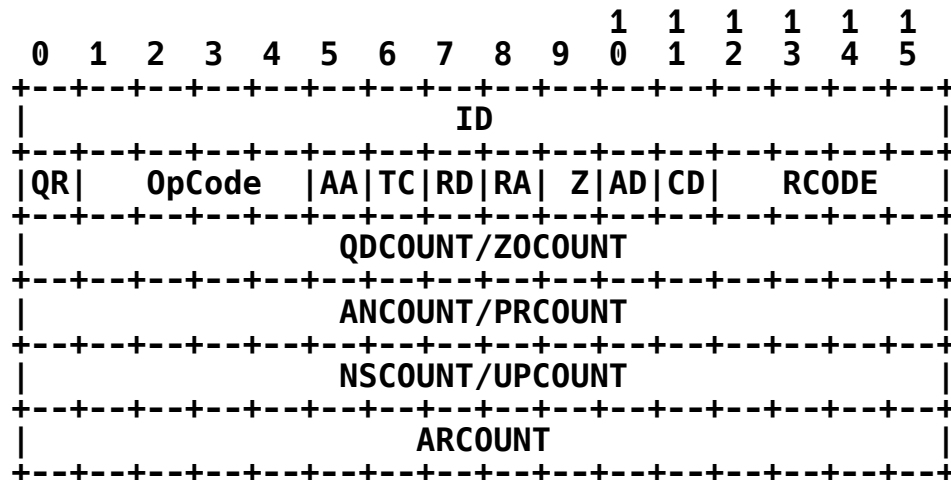 1  1  1  1  1  1
 0  1  2  3  4  5  6  7  8  9  0  1  2  3  4  5
+--+--+--+--+--+--+--+--+--+--+--+--+--+--+--+--+
|                      ID                       |
+--+--+--+--+--+--+--+--+--+--+--+--+--+--+--+--+
|QR|   OpCode  |AA|TC|RD|RA| Z|AD|CD|   RCODE   |
+--+--+--+--+--+--+--+--+--+--+--+--+--+--+--+--+
|                QDCOUNT/ZOCOUNT                |
+--+--+--+--+--+--+--+--+--+--+--+--+--+--+--+--+
|                ANCOUNT/PRCOUNT                |
+--+--+--+--+--+--+--+--+--+--+--+--+--+--+--+--+
|                NSCOUNT/UPCOUNT                |
+--+--+--+--+--+--+--+--+--+--+--+--+--+--+--+--+
|                    ARCOUNT                    |
+--+--+--+--+--+--+--+--+--+--+--+--+--+--+--+--+